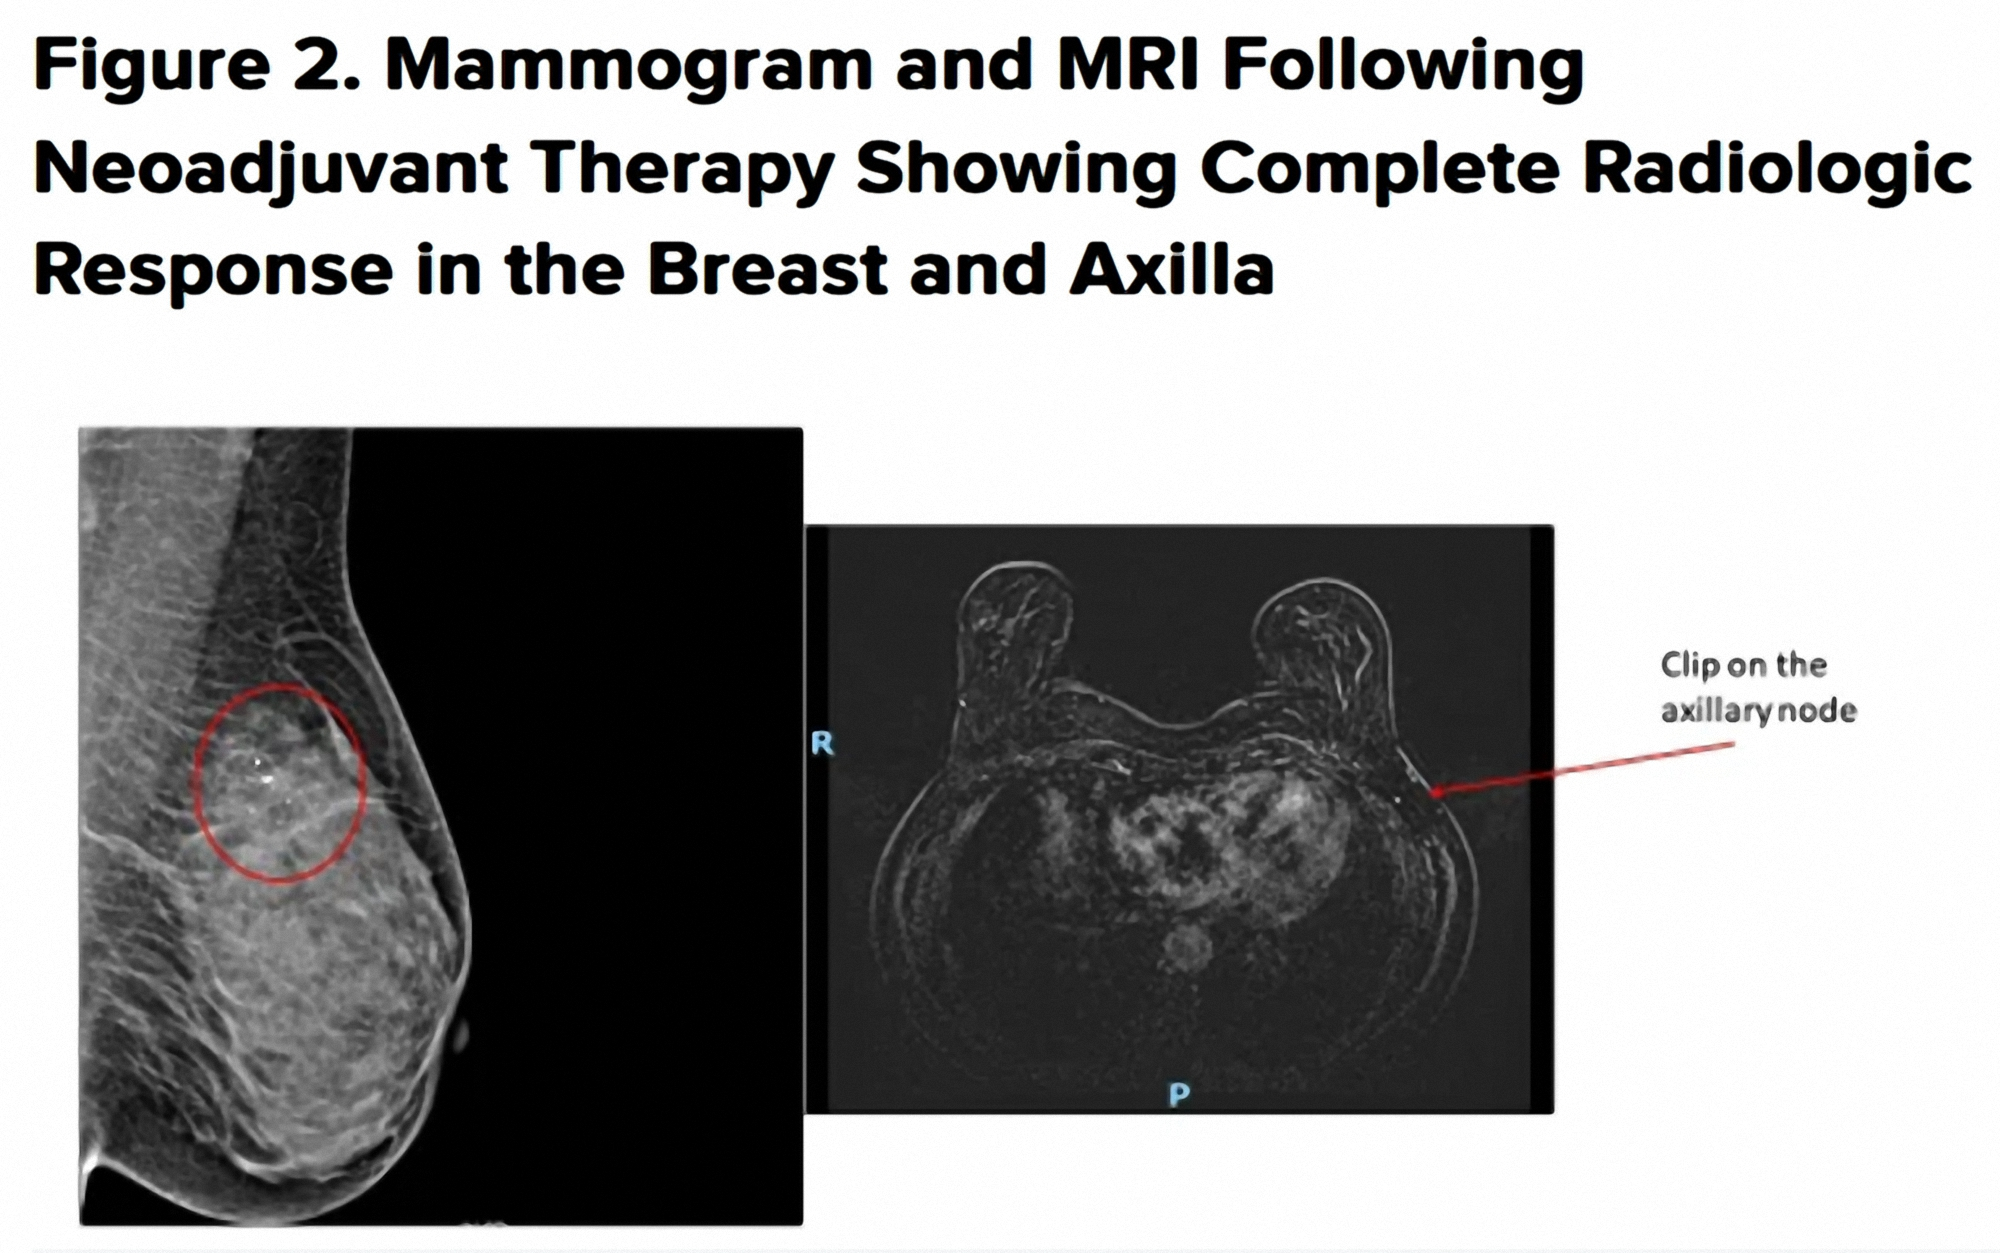 Figure 2. Mammogram and MRI Following
Neoadjuvant Therapy Showing Complete Radiologic
Response in the Breast and Axilla
R
Clip on the
axillary node
P